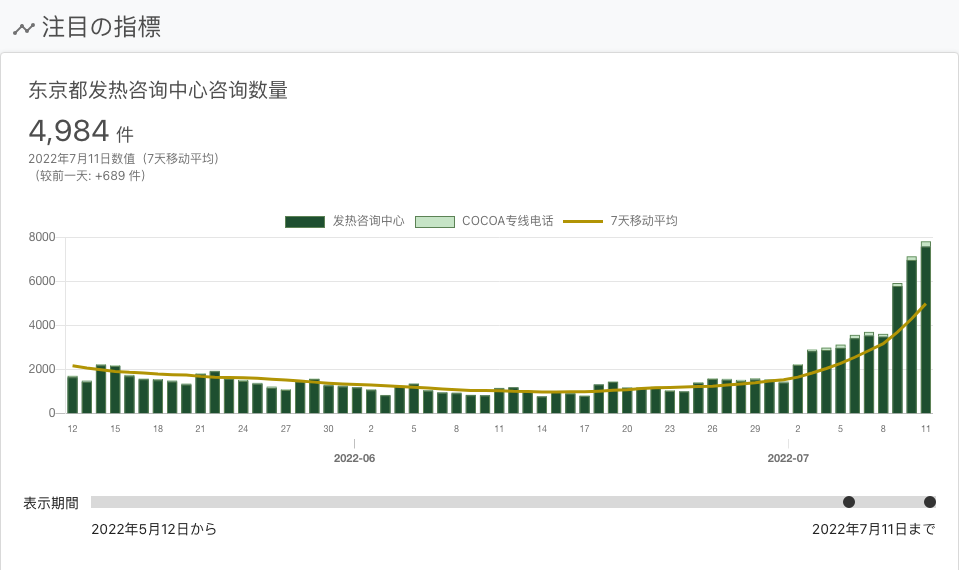 注目の指標
东京都发热咨询中心咨询数量
4,984 件
2022年7月11日数值（7天移动平均）
（较前一天: +689 件）
发热咨询中心 COCOA专线电话 7天移动平均
8000
6000
4000
2000
0
12 15 18 21 24 27 30 2 5 8 11 14 17 20 23 26 29 2 5 8 11
2022-06 2022-07
表示期間
2022年5月12日から 2022年7月11日まで